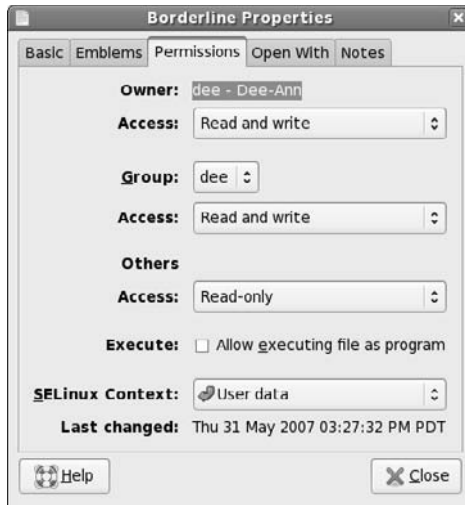 Borderline Properties
Basic Emblems Permissions Open With Notes
Owner: dee - Dee-Ann
Access: Read and write
Group: dee
Access: Read and write
Others
Access: Read-only
Execute: Allow executing file as program
SELinux Context: User data
Last changed: Thu 31 May 2007 03:27:32 PM PDT
Help Close